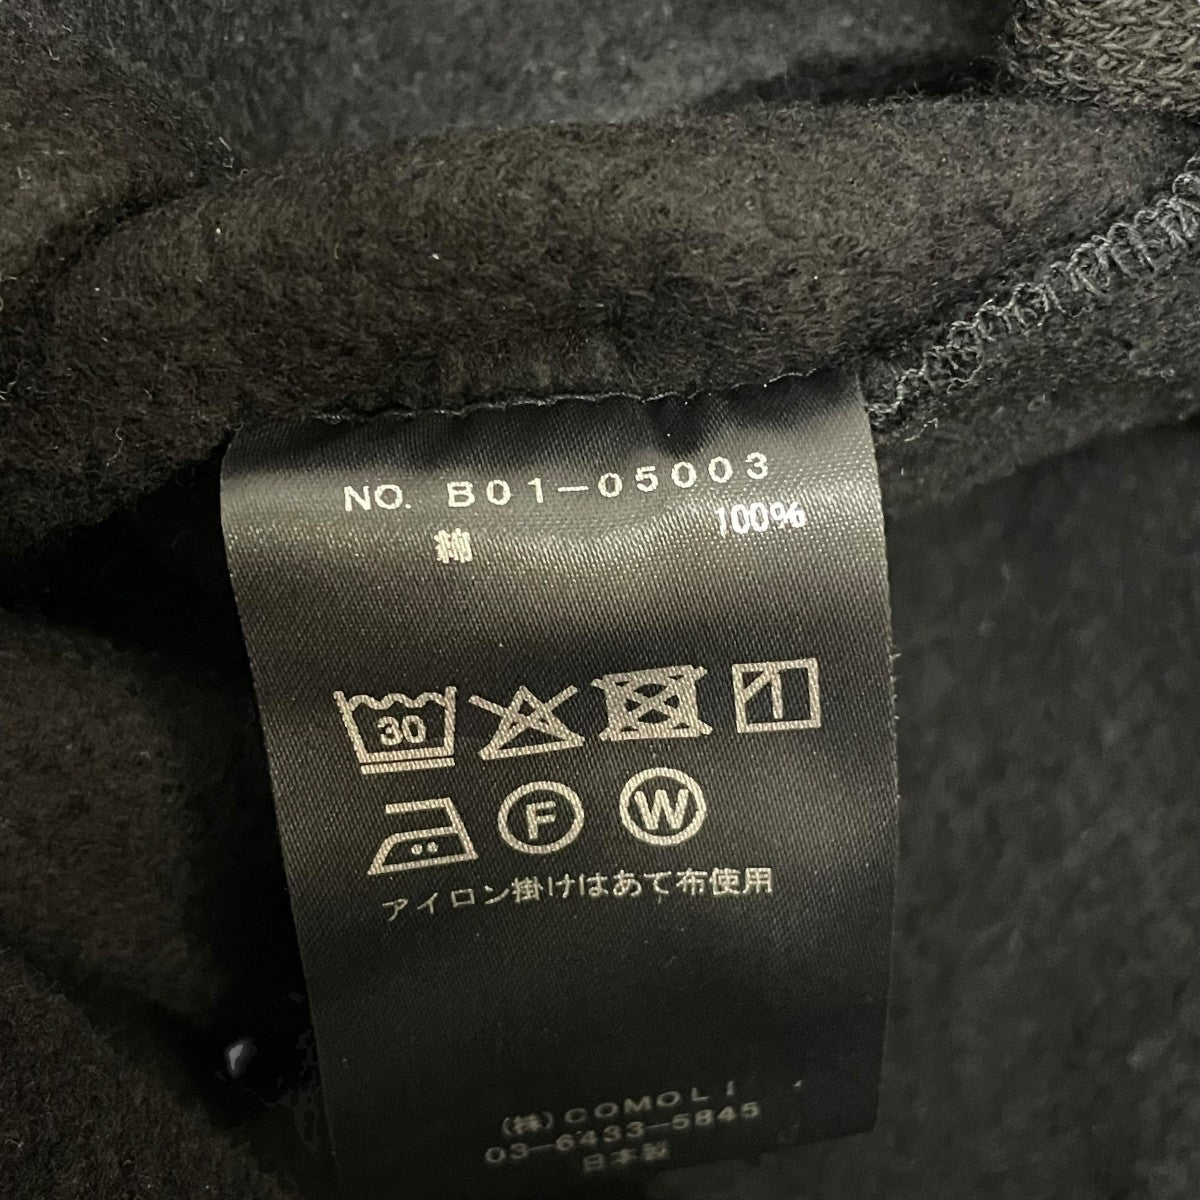 NO. B01-05003
綿 100%
30
F W
アイロン掛けはあて布使用
(株)COMOLI
03-6433-5845
日本製